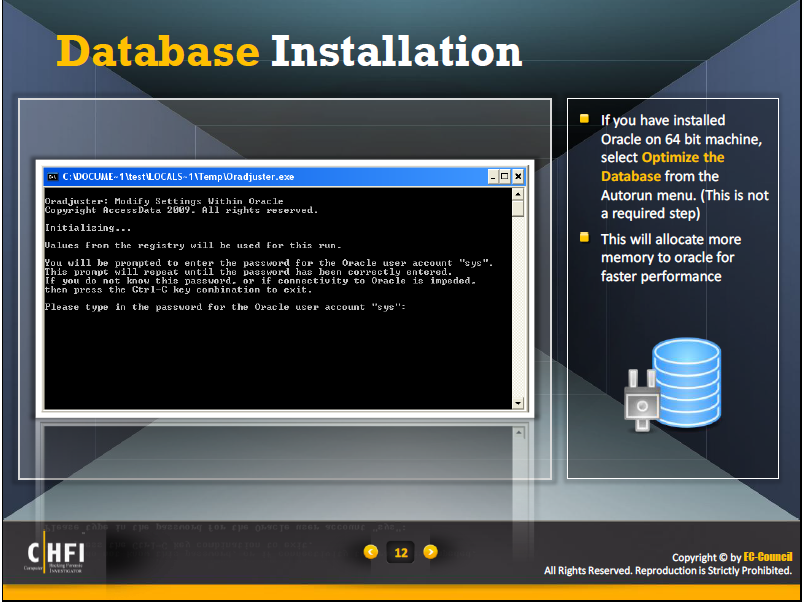 Database Installation
C:\DOCUME~1\test\LOCALS~1\Temp\Oradjuster.exe
Oradjuster: Modify Settings Within Oracle
Copyright AccessData 2009. All rights reserved.
Initializing...
Values from the registry will be used for this run.
You will be prompted to enter the password for the Oracle user account "sys".
This prompt will repeat until the password has been correctly entered.
If you do not know this password, or if connectivity to Oracle is impeded,
then press the Ctrl-C key combination to exit.
Please type in the password for the Oracle user account "sys":
If you have installed
Oracle on 64 bit machine,
select Optimize the
Database from the
Autorun menu. (This is not
a required step)
This will allocate more
memory to oracle for
faster performance
CHFI
Computer Hacking Forensic
INVESTIGATOR
12
Copyright © by EC-Council
All Rights Reserved. Reproduction is Strictly Prohibited.